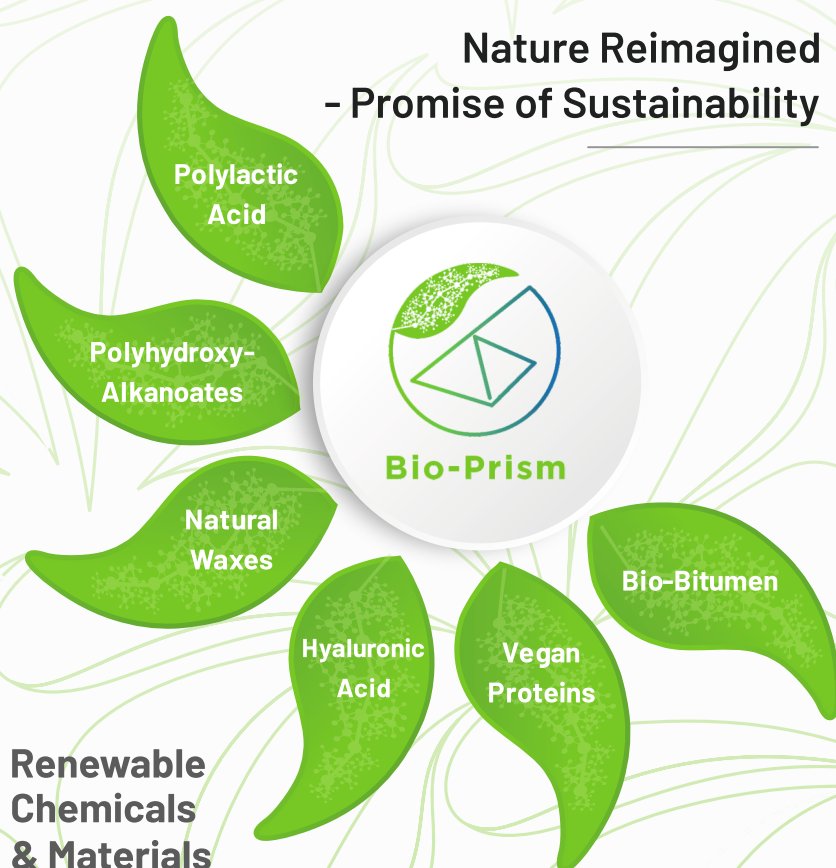 Nature Reimagined
- Promise of Sustainability
Polylactic
Acid
Polyhydroxy-
Alkanoates
Bio-Prism
Natural
Waxes
Bio-Bitumen
Hyaluronic
Acid
Vegan
Proteins
Renewable
Chemicals
& Materials